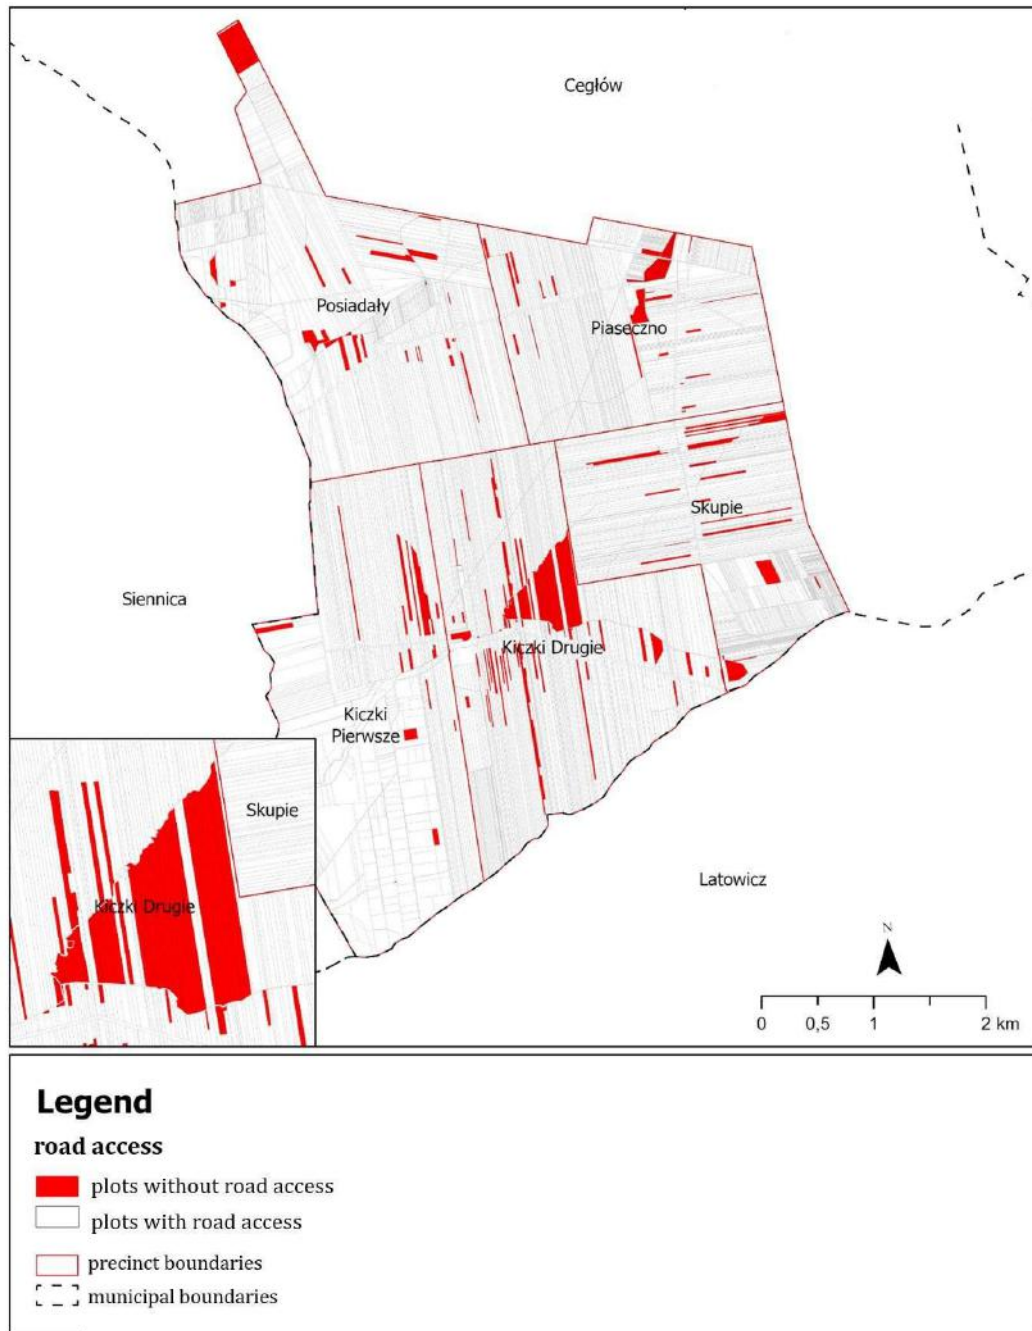 Cegłów
Posiadały
Piaseczno
Skupie
Siennica
Kiczki Drugie
Kiczki
Pierwsze
Skupie
Kiczki Drugie
Latowicz
N
0 0,5 1 2 km
Legend
road access
plots without road access
plots with road access
precinct boundaries
municipal boundaries